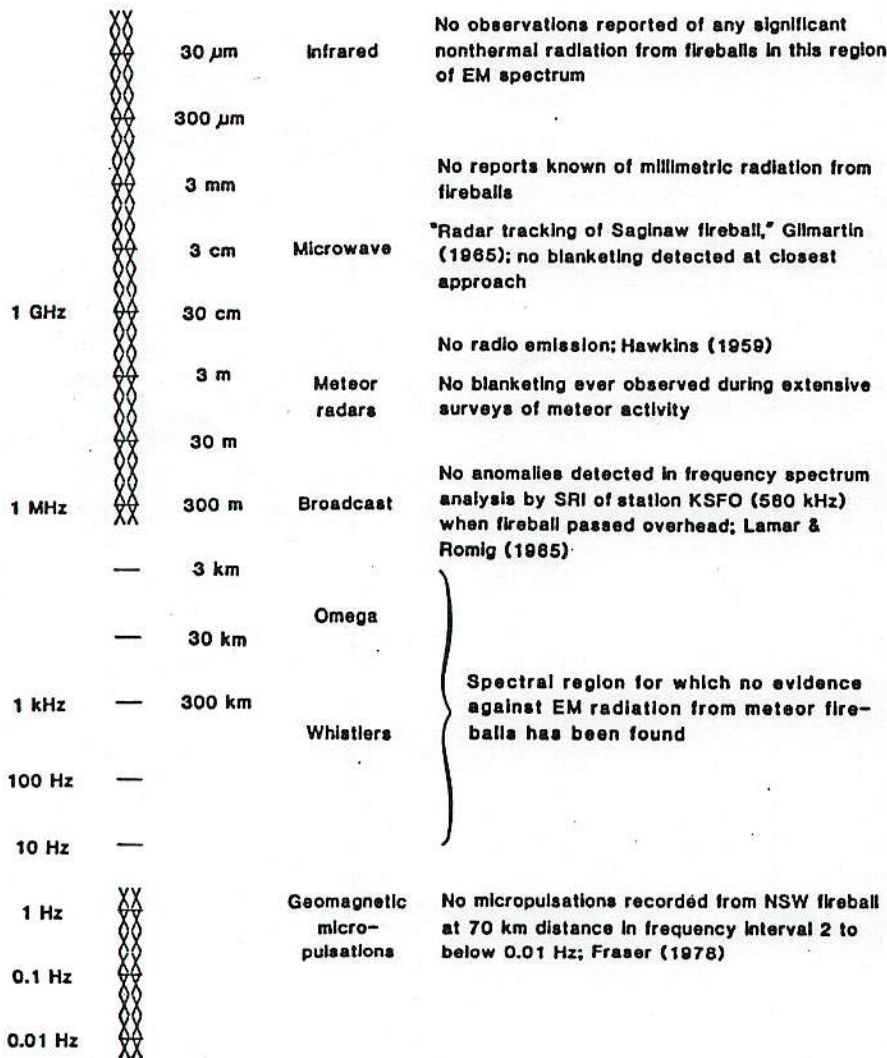 No observations reported of any significant
30 µm Infrared nonthermal radiation from fireballs in this region
of EM spectrum
300 µm
No reports known of millimetric radiation from
3 mm fireballs
"Radar tracking of Saginaw fireball," Gilmartin
3 cm Microwave (1965); no blanketing detected at closest
approach
1 GHz 30 cm
No radio emission; Hawkins (1959)
3 m Meteor No blanketing ever observed during extensive
radars surveys of meteor activity
30 m
No anomalies detected in frequency spectrum
1 MHz 300 m Broadcast analysis by SRI of station KSFO (560 kHz)
when fireball passed overhead; Lamar &
Romig (1965)
3 km
Omega
30 km
Spectral region for which no evidence
1 kHz 300 km against EM radiation from meteor fire-
Whistlers balls has been found
100 Hz
10 Hz
Geomagnetic No micropulsations recorded from NSW fireball
1 Hz micro- at 70 km distance in frequency interval 2 to
pulsations below 0.01 Hz; Fraser (1978)
0.1 Hz
0.01 Hz